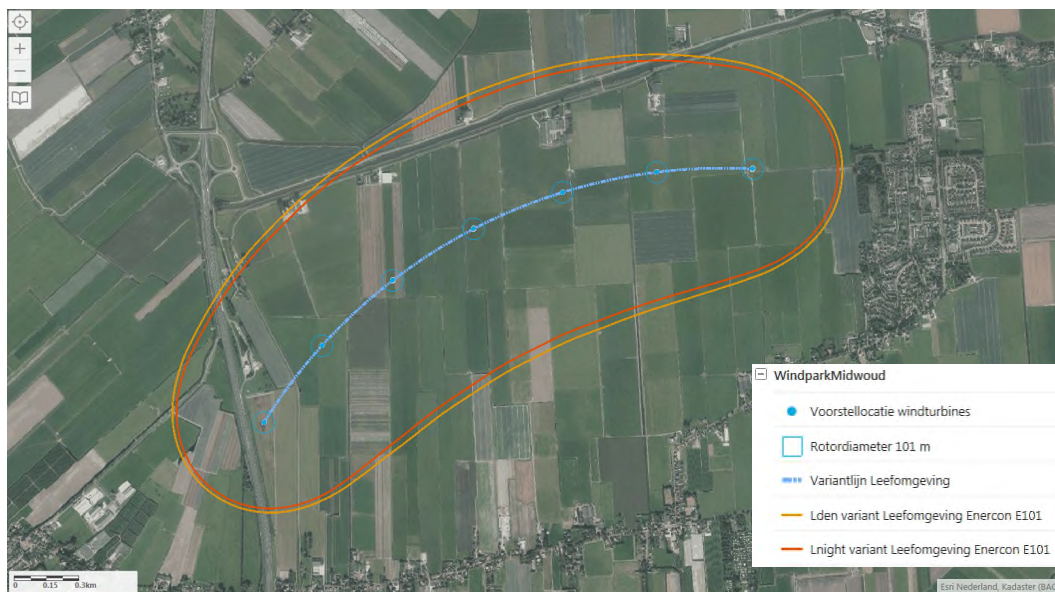 WindparkMidwoud
Voorstellocatie windturbines
Rotordiameter 101 m
Variantlijn Leefomgeving
Lden variant Leefomgeving Enercon E101
Lnight variant Leefomgeving Enercon E101
0 0.15 0.3km
Esri Nederland, Kadaster (BAG